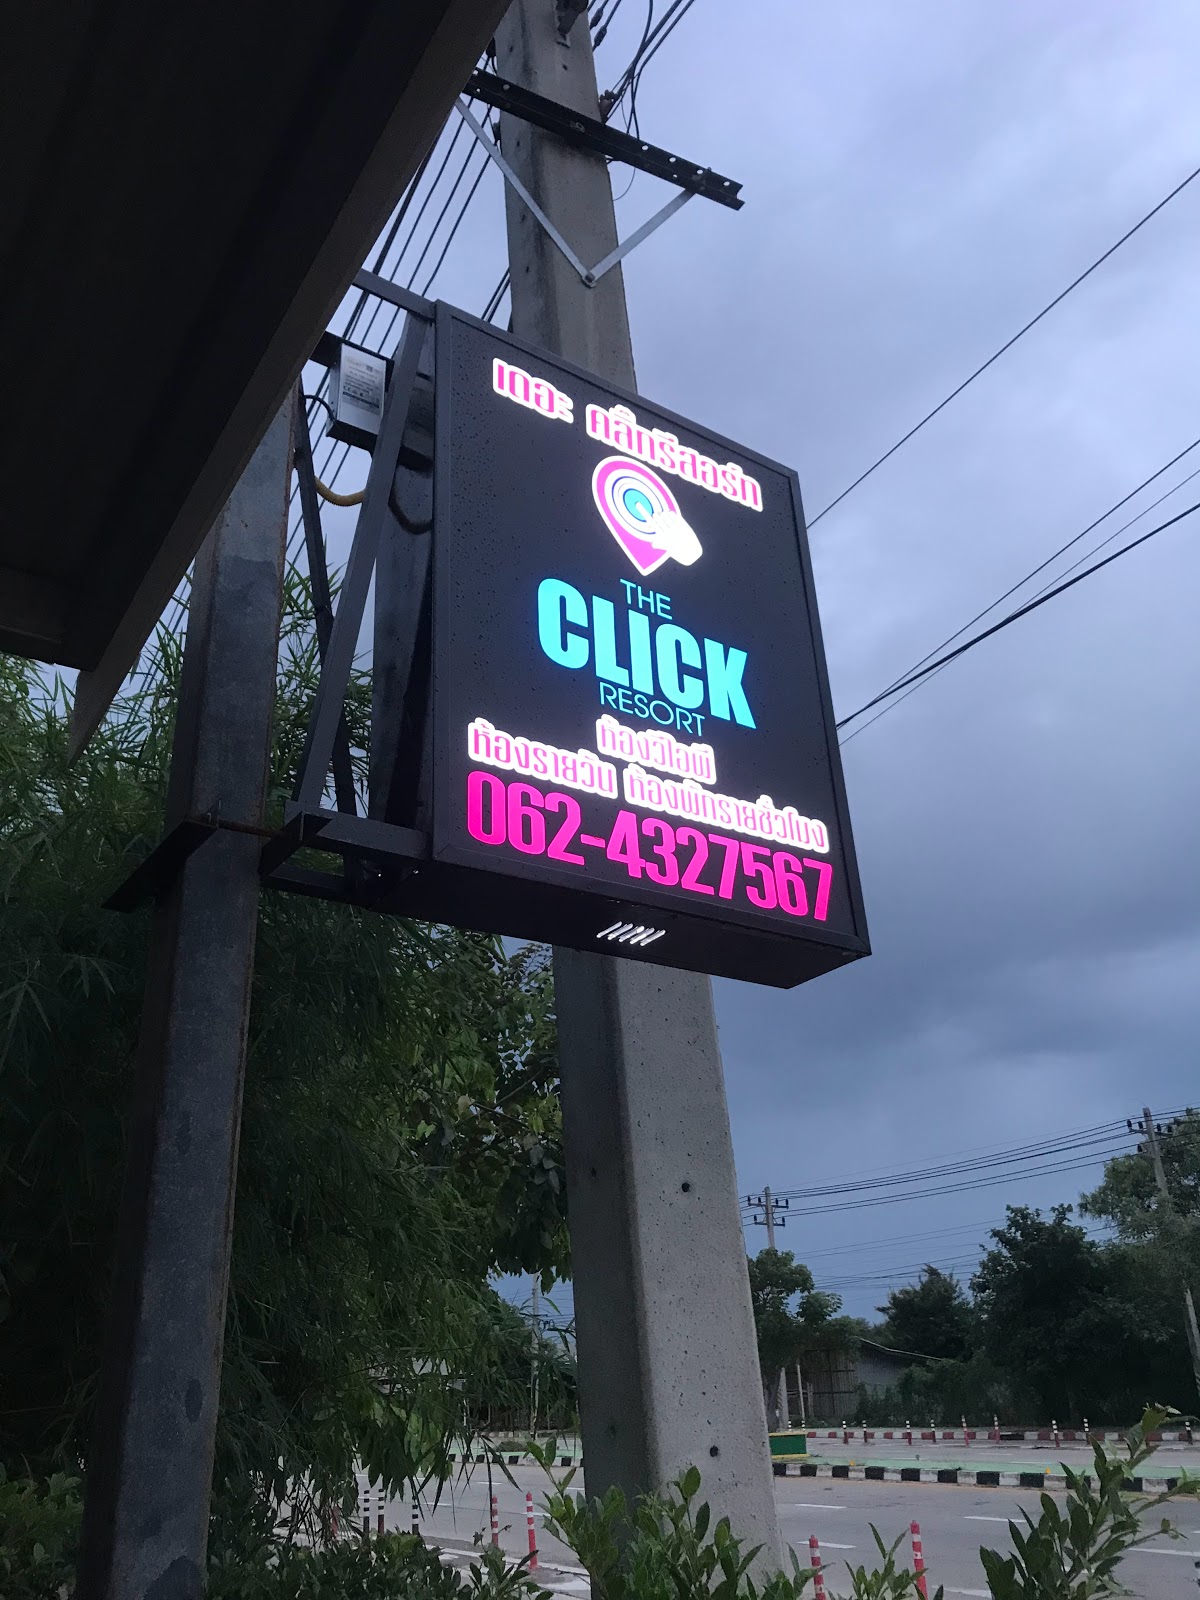 เดอะ คลิ๊กรีสอร์ท
THE
CLICK
RESORT
ห้องวีไอพี
ห้องรายวัน ห้องพักรายชั่วโมง
062-4327567